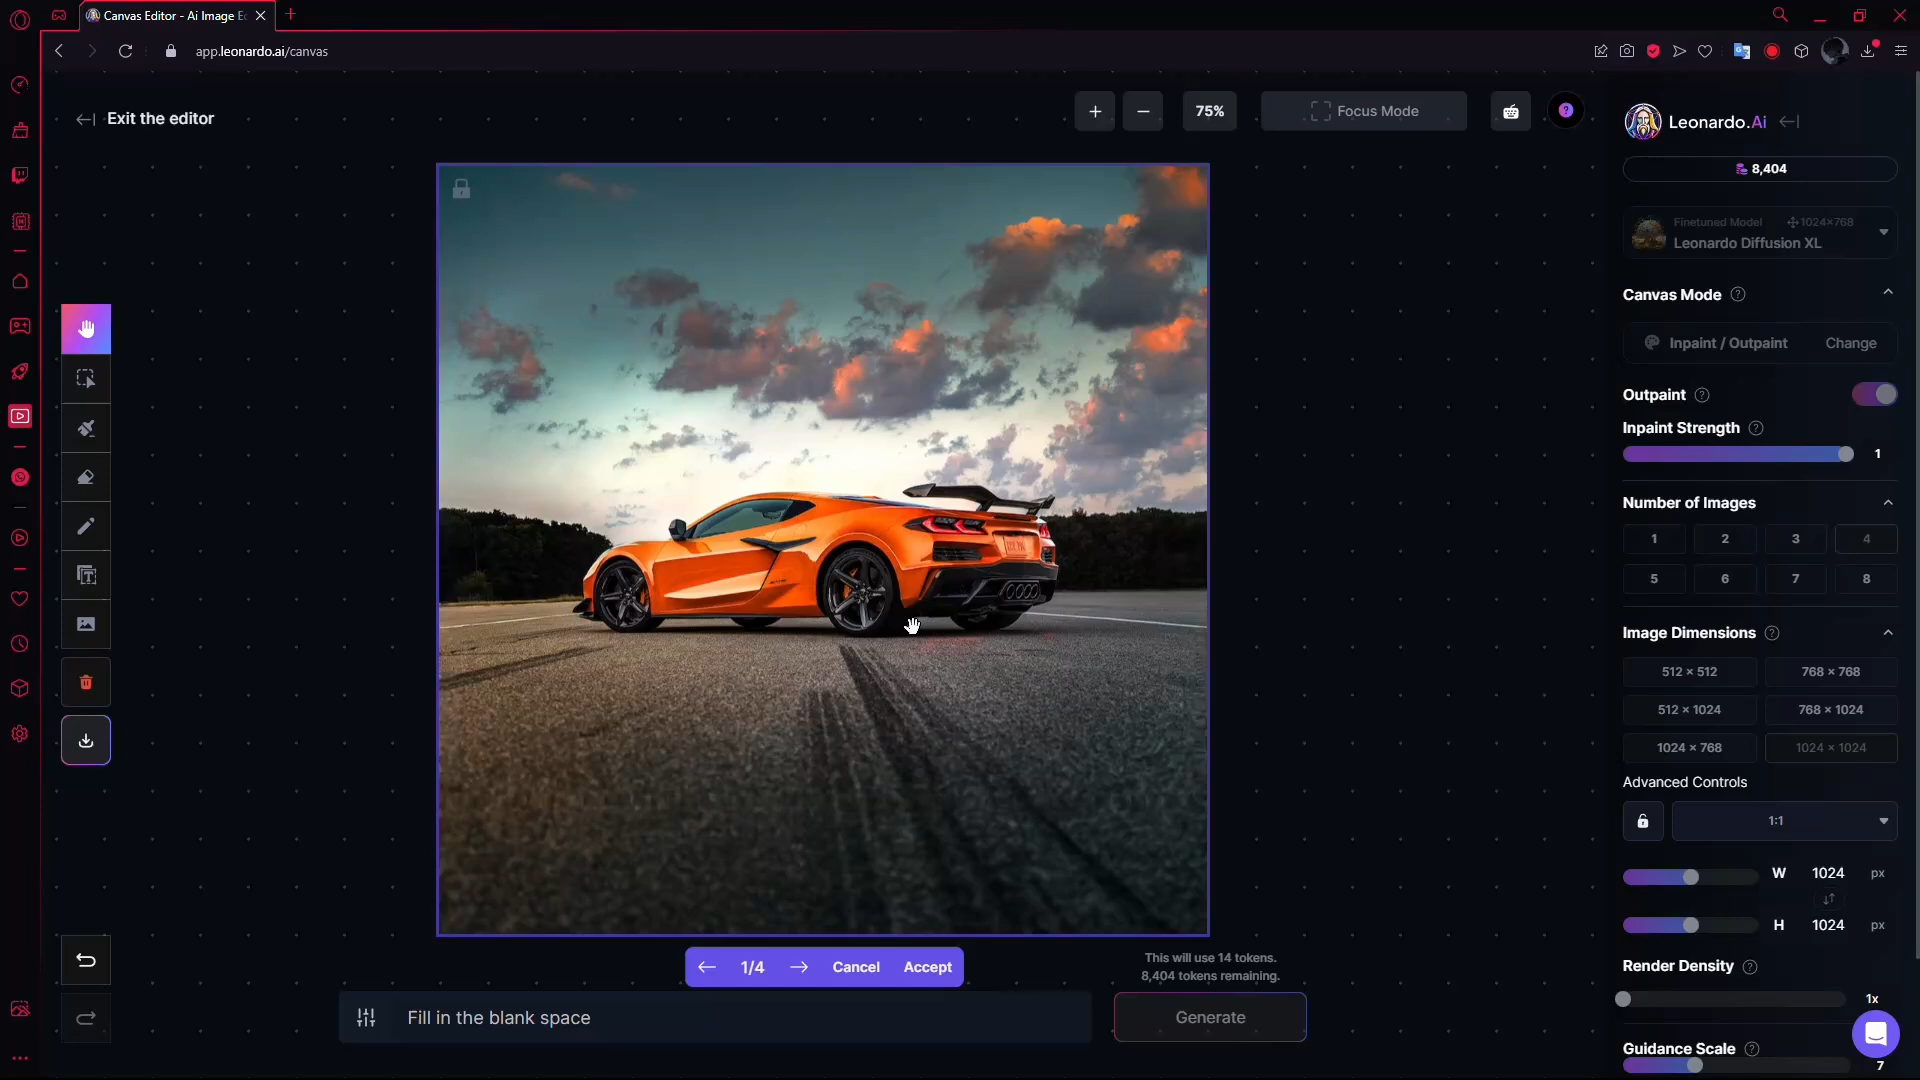 Canvas Editor - Ai Image Ec
app.leonardo.ai/canvas
Exit the editor
75%
Focus Mode
Leonardo.Ai
8,404
Finetuned Model
1024×768
Leonardo Diffusion XL
Canvas Mode
Inpaint / Outpaint
Change
Outpaint
Inpaint Strength
1
Number of Images
1
2
3
4
5
6
7
8
Image Dimensions
512 × 512
768 × 768
512 × 1024
768 × 1024
1024 × 768
1024 × 1024
Advanced Controls
1:1
W 1024 px
H 1024 px
Render Density
1x
Guidance Scale
7
1/4
Cancel
Accept
This will use 14 tokens.
8,404 tokens remaining.
Fill in the blank space
Generate